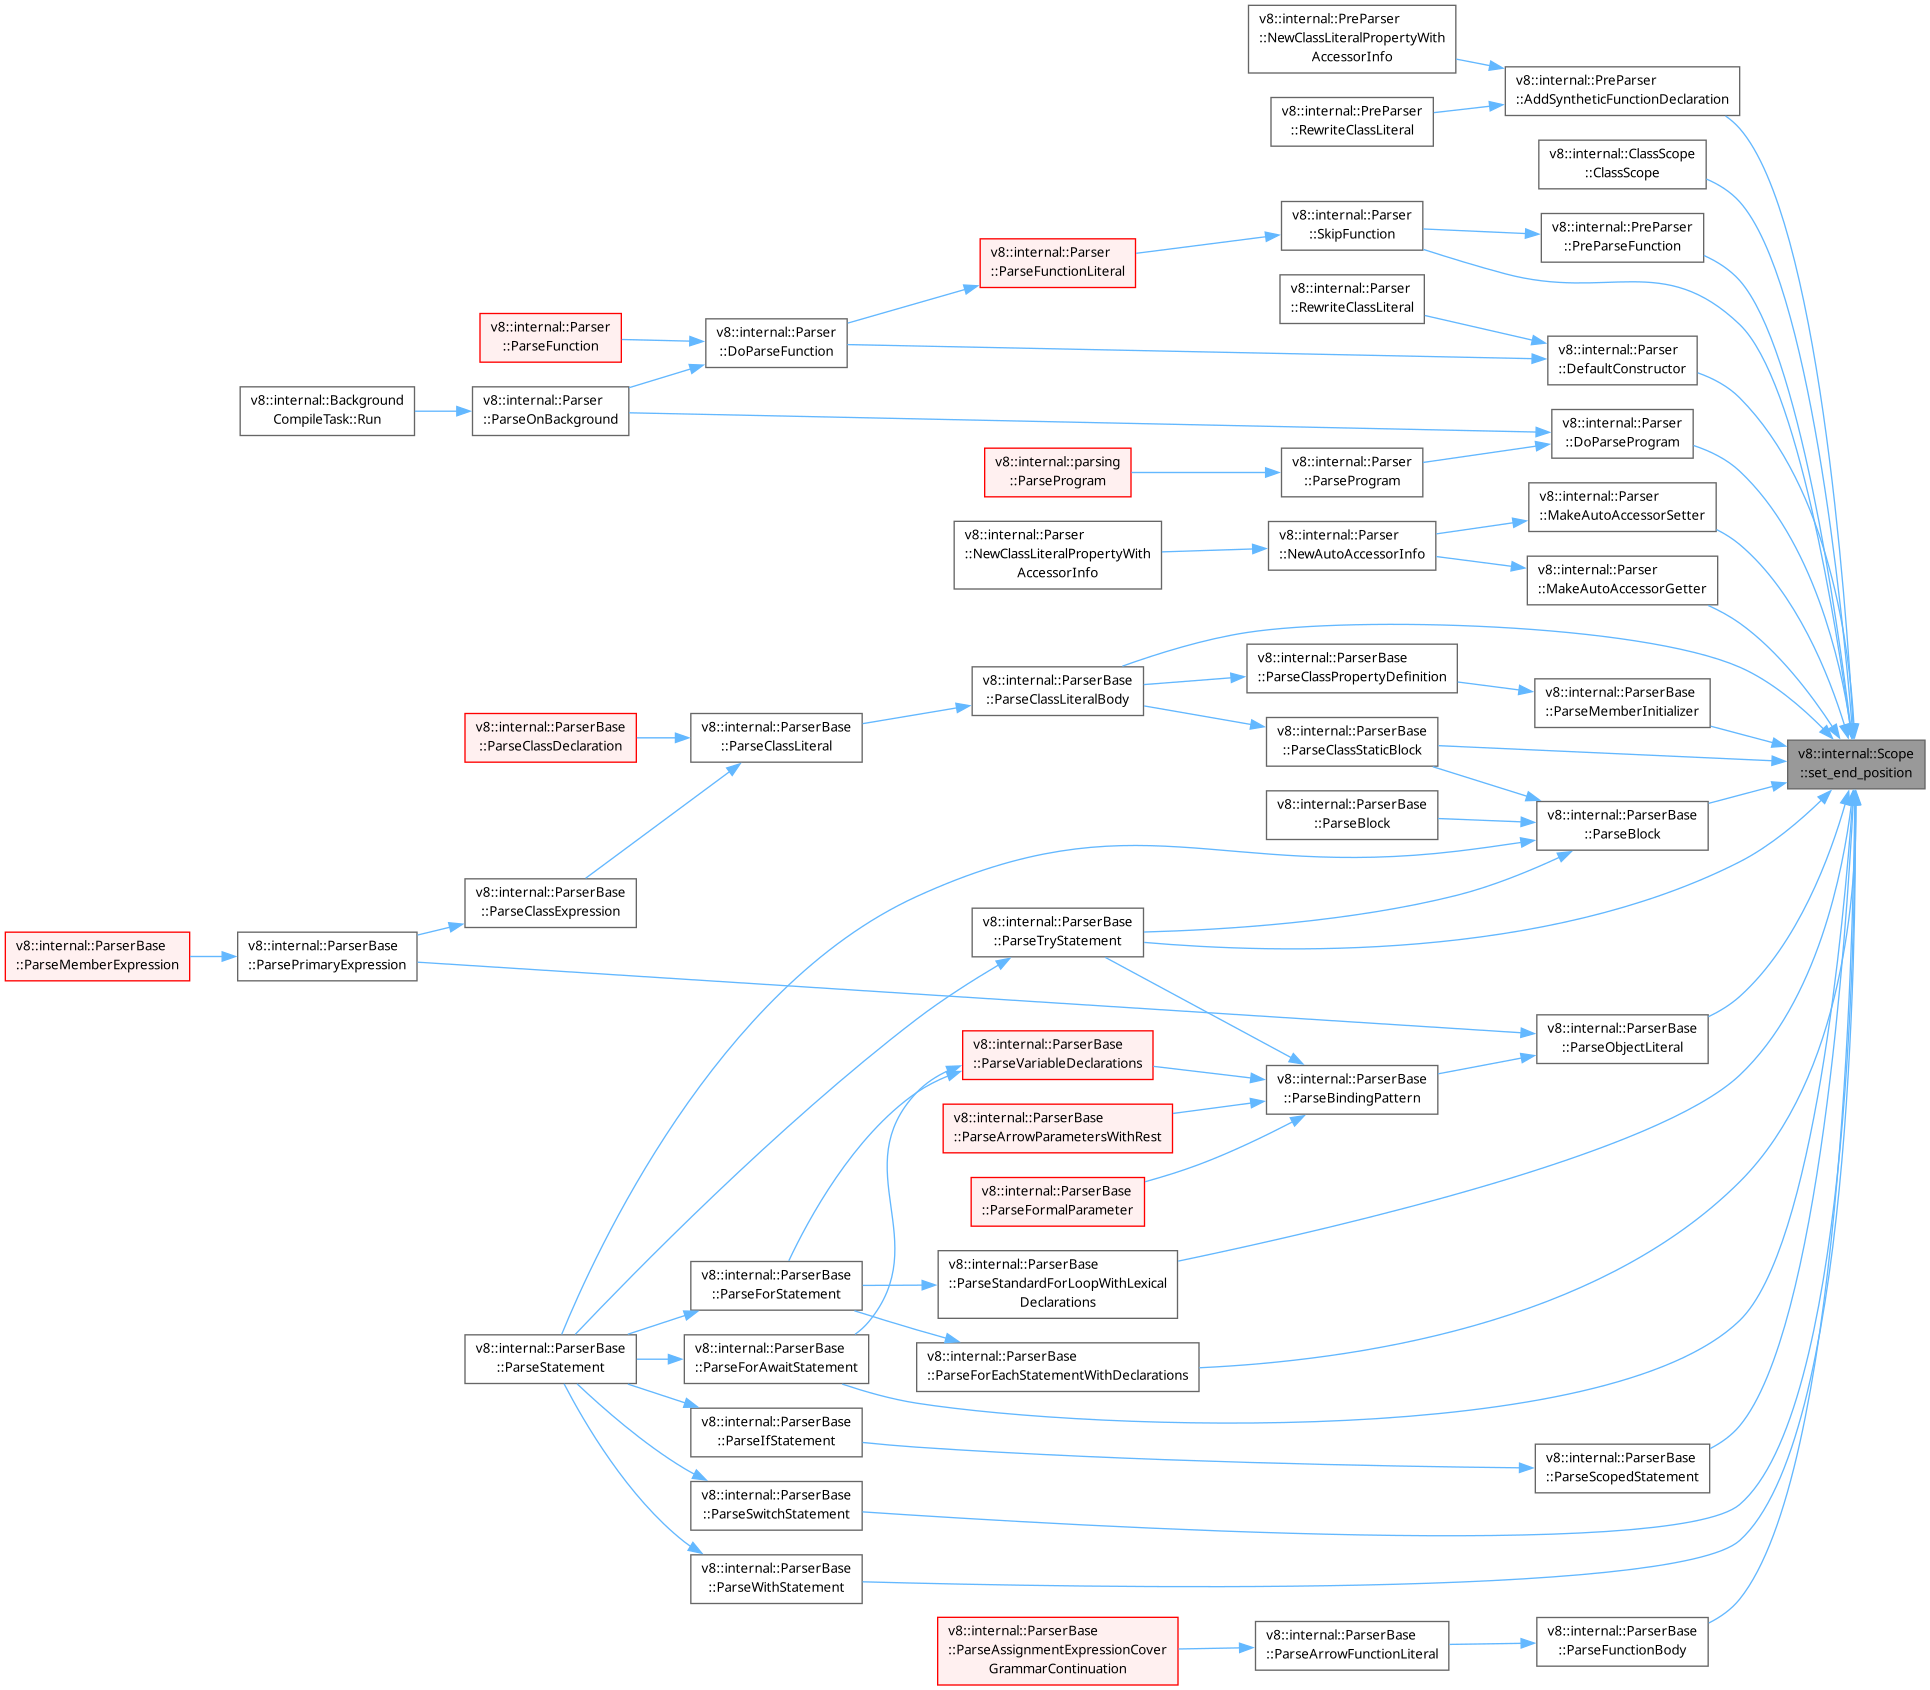 v8::internal::PreParser
::NewClassLiteralPropertyWith
AccessorInfo
v8::internal::PreParser
::AddSyntheticFunctionDeclaration
v8::internal::PreParser
::RewriteClassLiteral
v8::internal::ClassScope
::ClassScope
v8::internal::Parser
::SkipFunction
v8::internal::PreParser
::PreParseFunction
v8::internal::Parser
::ParseFunctionLiteral
v8::internal::Parser
::RewriteClassLiteral
v8::internal::Parser
::ParseFunction
v8::internal::Parser
::DoParseFunction
v8::internal::Parser
::DefaultConstructor
v8::internal::Background
CompileTask::Run
v8::internal::Parser
::ParseOnBackground
v8::internal::Parser
::DoParseProgram
v8::internal::parsing
::ParseProgram
v8::internal::Parser
::ParseProgram
v8::internal::Parser
::MakeAutoAccessorSetter
v8::internal::Parser
::NewClassLiteralPropertyWith
AccessorInfo
v8::internal::Parser
::NewAutoAccessorInfo
v8::internal::Parser
::MakeAutoAccessorGetter
v8::internal::ParserBase
::ParseClassLiteralBody
v8::internal::ParserBase
::ParseClassPropertyDefinition
v8::internal::ParserBase
::ParseMemberInitializer
v8::internal::ParserBase
::ParseClassDeclaration
v8::internal::ParserBase
::ParseClassLiteral
v8::internal::ParserBase
::ParseClassStaticBlock
v8::internal::Scope
::set_end_position
v8::internal::ParserBase
::ParseBlock
v8::internal::ParserBase
::ParseBlock
v8::internal::ParserBase
::ParseClassExpression
v8::internal::ParserBase
::ParseTryStatement
v8::internal::ParserBase
::ParseMemberExpression
v8::internal::ParserBase
::ParsePrimaryExpression
v8::internal::ParserBase
::ParseObjectLiteral
v8::internal::ParserBase
::ParseVariableDeclarations
v8::internal::ParserBase
::ParseBindingPattern
v8::internal::ParserBase
::ParseArrowParametersWithRest
v8::internal::ParserBase
::ParseFormalParameter
v8::internal::ParserBase
::ParseForStatement
v8::internal::ParserBase
::ParseStandardForLoopWithLexical
Declarations
v8::internal::ParserBase
::ParseStatement
v8::internal::ParserBase
::ParseForAwaitStatement
v8::internal::ParserBase
::ParseForEachStatementWithDeclarations
v8::internal::ParserBase
::ParseIfStatement
v8::internal::ParserBase
::ParseScopedStatement
v8::internal::ParserBase
::ParseSwitchStatement
v8::internal::ParserBase
::ParseWithStatement
v8::internal::ParserBase
::ParseAssignmentExpressionCover
GrammarContinuation
v8::internal::ParserBase
::ParseArrowFunctionLiteral
v8::internal::ParserBase
::ParseFunctionBody